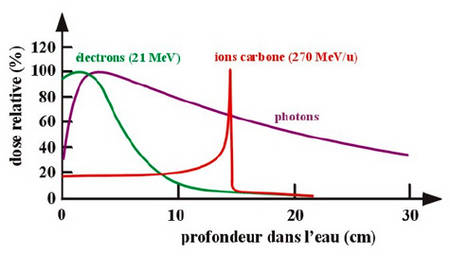 dose relative (%)
120
100
80
60
40
20
0
électrons (21 MeV)
ions carbone (270 MeV/u)
photons
0
10
20
30
profondeur dans l'eau (cm)